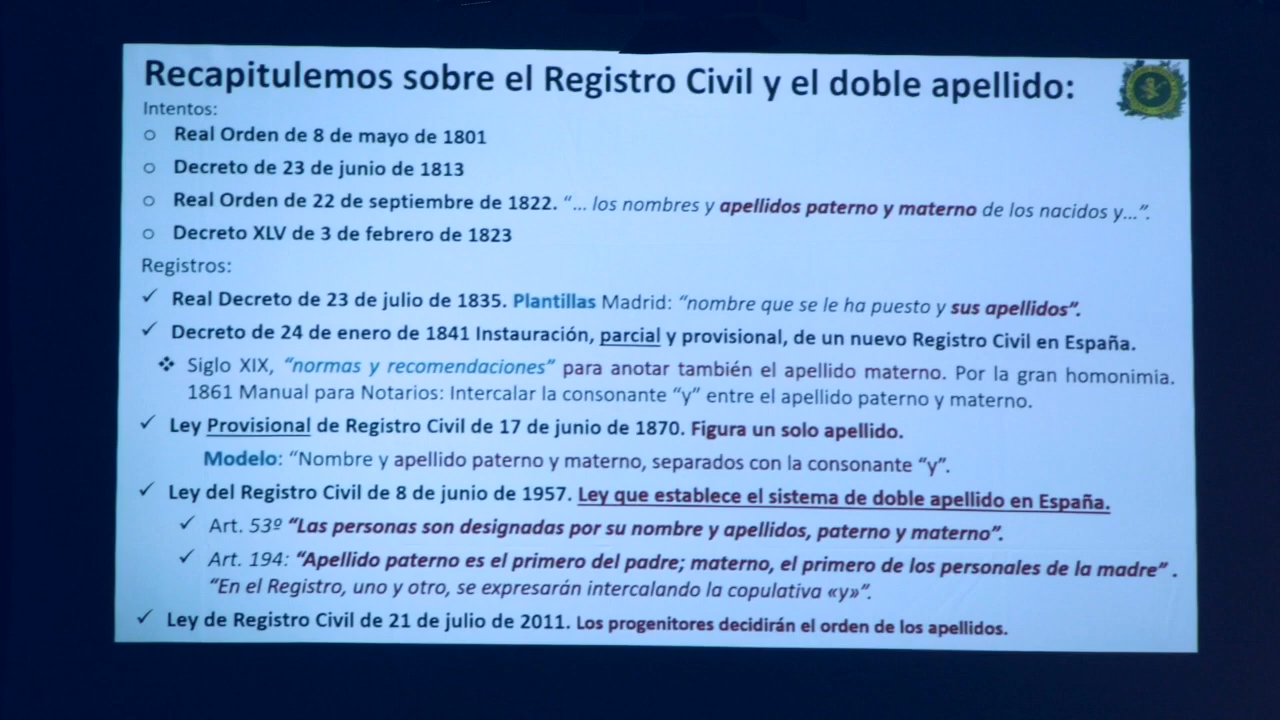 Recapitulemos sobre el Registro Civil y el doble apellido:
Intentos:
○ Real Orden de 8 de mayo de 1801
○ Decreto de 23 de junio de 1813
○ Real Orden de 22 de septiembre de 1822. “... los nombres y apellidos paterno y materno de los nacidos y...”.
○ Decreto XLV de 3 de febrero de 1823
Registros:
✓ Real Decreto de 23 de julio de 1835. Plantillas Madrid: “nombre que se le ha puesto y sus apellidos”.
✓ Decreto de 24 de enero de 1841 Instauración, parcial y provisional, de un nuevo Registro Civil en España.
❖ Siglo XIX, “normas y recomendaciones” para anotar también el apellido materno. Por la gran homonimia.
1861 Manual para Notarios: Intercalar la consonante “y” entre el apellido paterno y materno.
✓ Ley Provisional de Registro Civil de 17 de junio de 1870. Figura un solo apellido.
Modelo: “Nombre y apellido paterno y materno, separados con la consonante “y”.
✓ Ley del Registro Civil de 8 de junio de 1957. Ley que establece el sistema de doble apellido en España.
✓ Art. 53º “Las personas son designadas por su nombre y apellidos, paterno y materno”.
✓ Art. 194: “Apellido paterno es el primero del padre; materno, el primero de los personales de la madre” .
“En el Registro, uno y otro, se expresarán intercalando la copulativa «y»”.
✓ Ley de Registro Civil de 21 de julio de 2011. Los progenitores decidirán el orden de los apellidos.